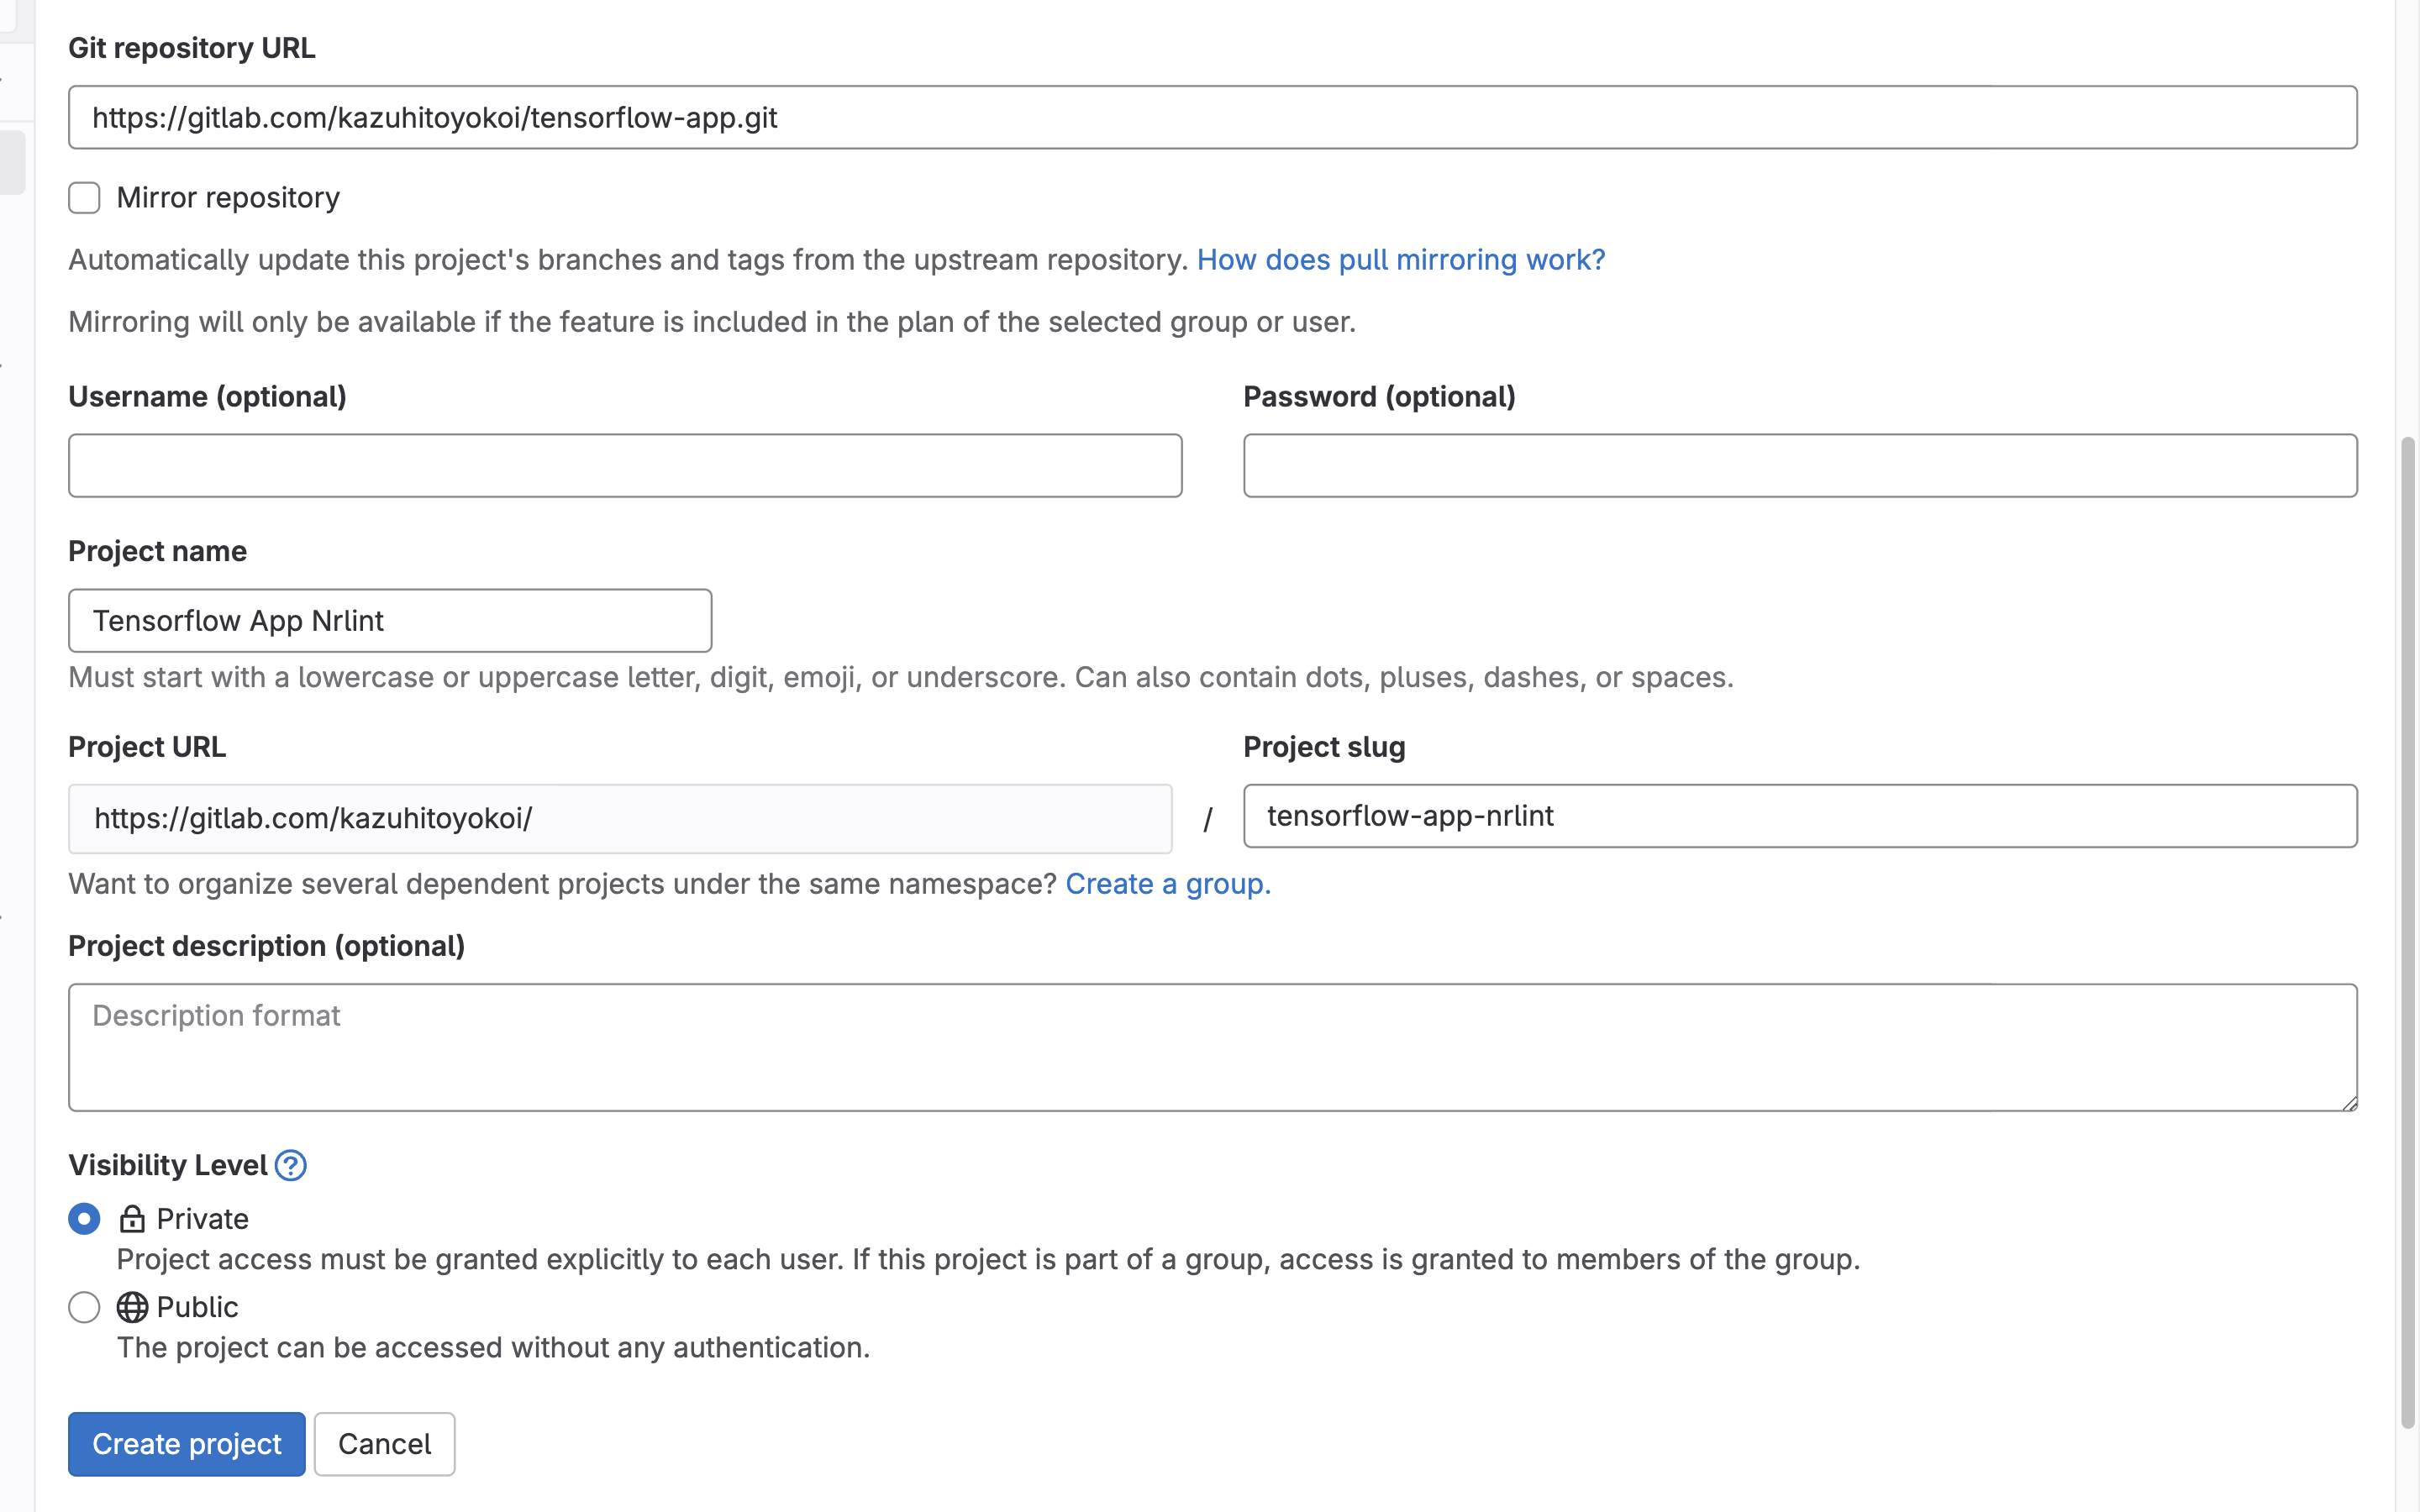 Git repository URL
https://gitlab.com/kazuhitoyokoi/tensorflow-app.git
Mirror repository
Automatically update this project's branches and tags from the upstream repository. How does pull mirroring work?
Mirroring will only be available if the feature is included in the plan of the selected group or user.
Username (optional)
Password (optional)
Project name
Tensorflow App Nrlint
Must start with a lowercase or uppercase letter, digit, emoji, or underscore. Can also contain dots, pluses, dashes, or spaces.
Project URL
Project slug
https://gitlab.com/kazuhitoyokoi/ / tensorflow-app-nrlint
Want to organize several dependent projects under the same namespace? Create a group.
Project description (optional)
Description format
Visibility Level ?
Private
Project access must be granted explicitly to each user. If this project is part of a group, access is granted to members of the group.
Public
The project can be accessed without any authentication.
Create project
Cancel